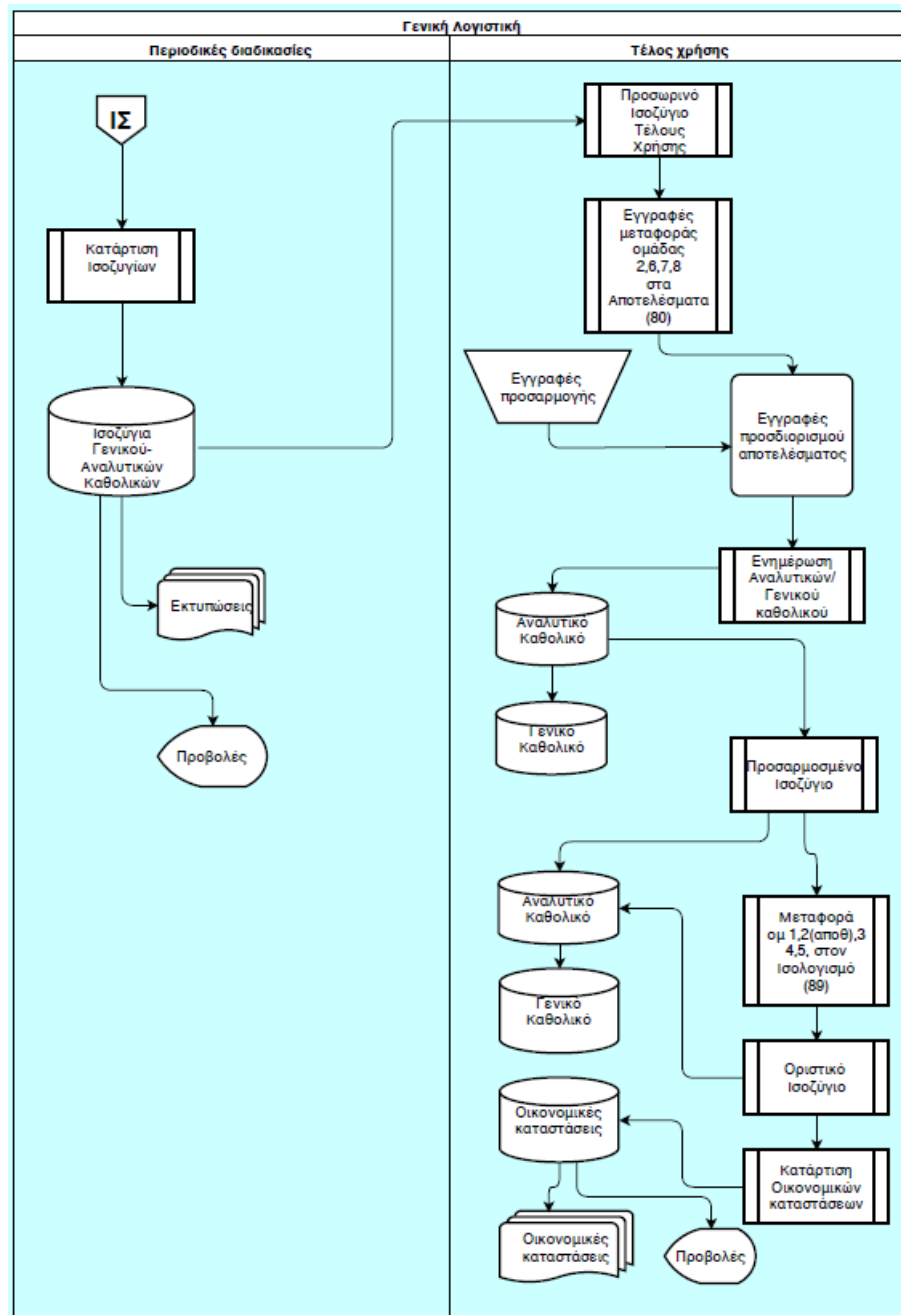 Γενική Λογιστική
Περιοδικές διαδικασίες
Τέλος χρήσης
ΙΣ
Κατάρτιση
Ισοζυγίων
Ισοζύγια
Γενικού-
Αναλυτικών
Καθολικών
Εκτυπώσεις
Προβολές
Προσωρινό
Ισοζύγιο
Τέλους
Χρήσης
Εγγραφές
μεταφοράς
ομάδας
2,6,7,8
στα
Αποτελέσματα
(80)
Εγγραφές
προσαρμογής
Εγγραφές
προσδιορισμού
αποτελέσματος
Ενημέρωση
Αναλυτικών/
Γενικού
καθολικού
Αναλυτικό
Καθολικό
Γενικό
Καθολικό
Προσαρμοσμένο
Ισοζύγιο
Αναλυτικό
Καθολικό
Γενικό
Καθολικό
Μεταφορά
ομ 1,2(αποθ),3
4,5, στον
Ισολογισμό
(89)
Οριστικό
Ισοζύγιο
Οικονομικές
καταστάσεις
Κατάρτιση
Οικονομικών
καταστάσεων
Οικονομικές
καταστάσεις
Προβολές